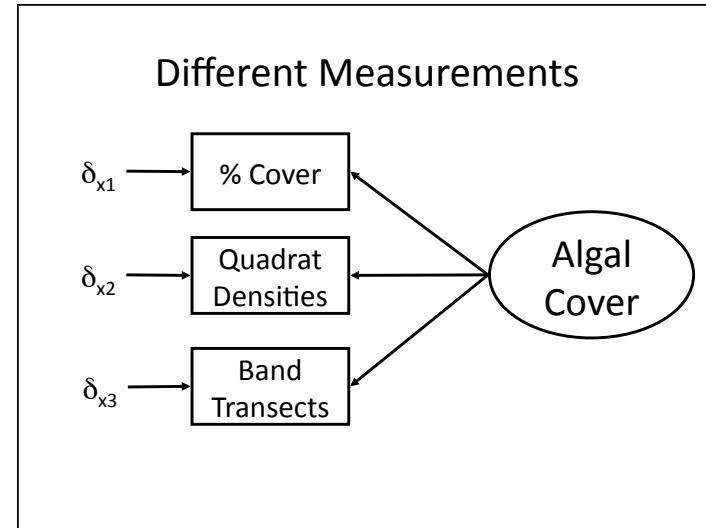 Different Measurements
δx1
% Cover
δx2
Quadrat
Densities
δx3
Band
Transects
Algal
Cover